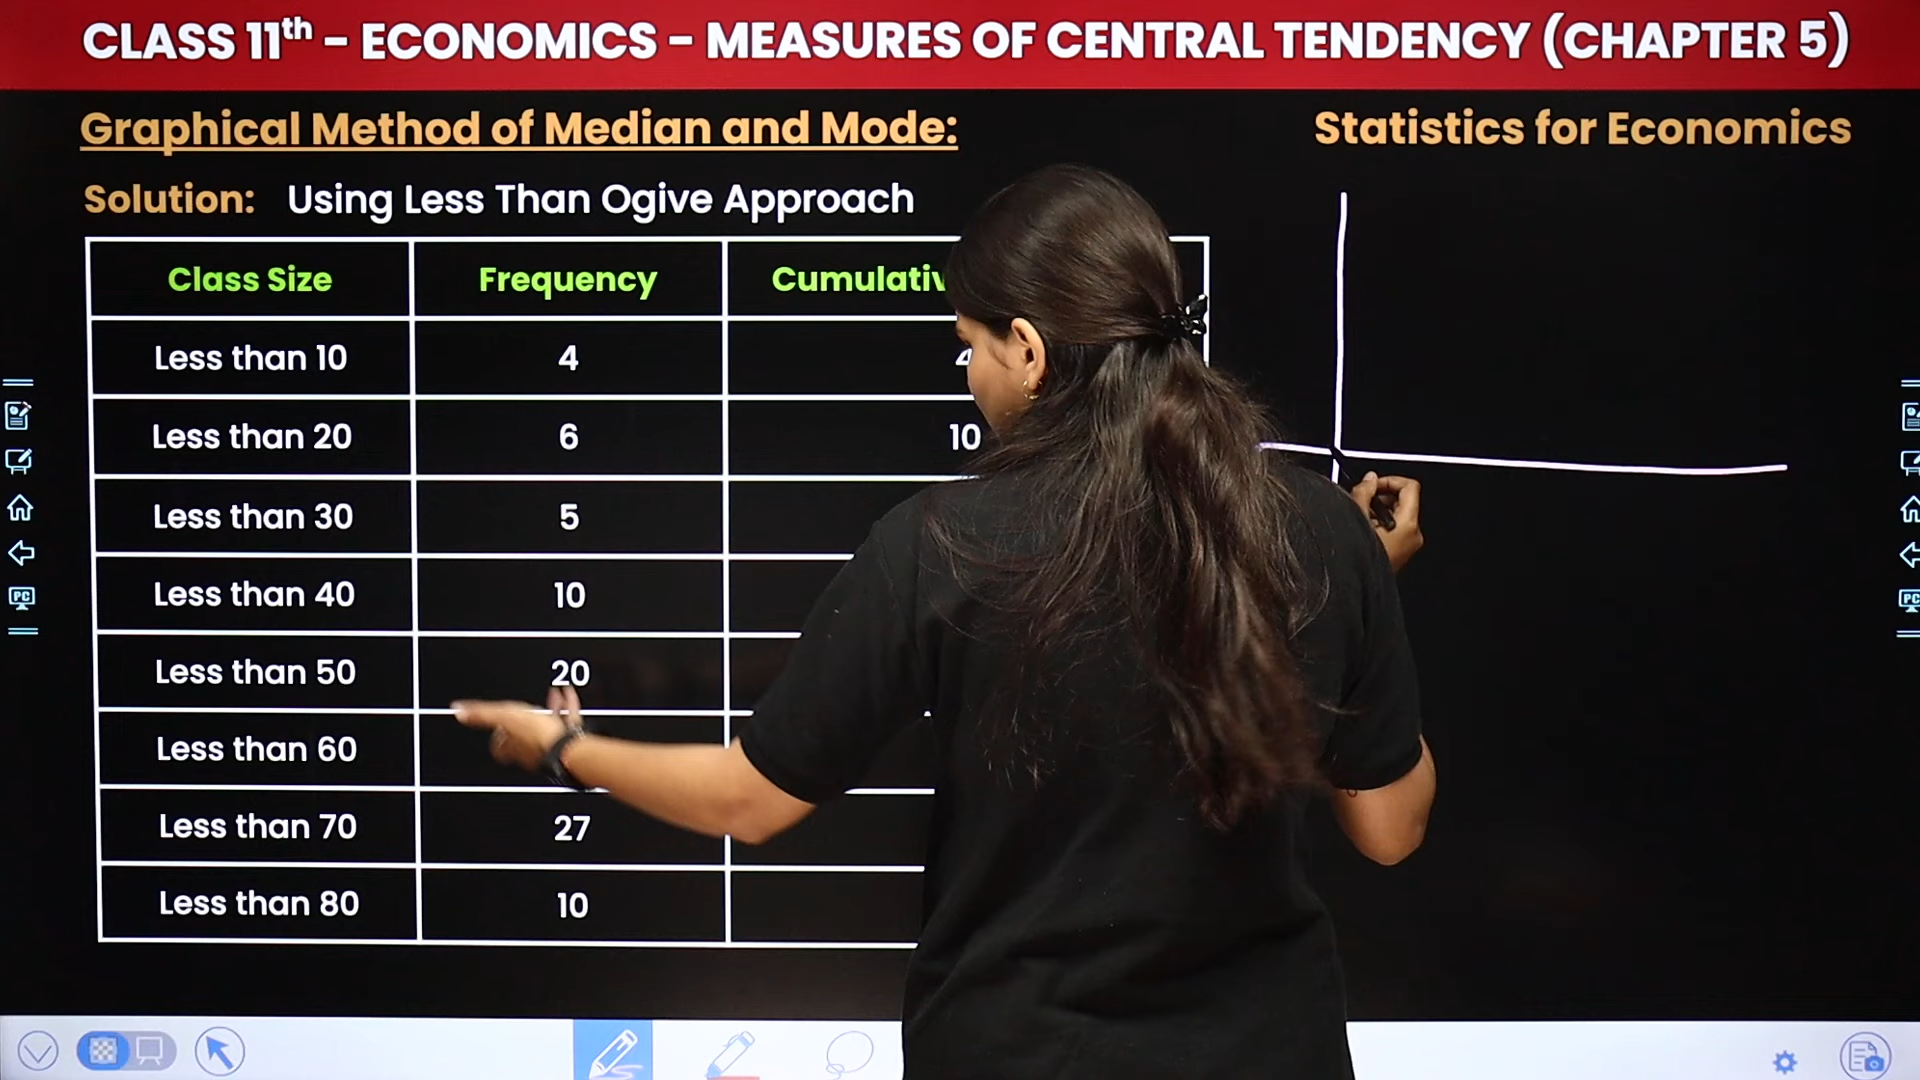 CLASS 11th - ECONOMICS - MEASURES OF CENTRAL TENDENCY (CHAPTER 5)
Graphical Method of Median and Mode:
Statistics for Economics
Solution: Using Less Than Ogive Approach
Class Size Frequency
Less than 10 4 4
Less than 20 6 10
Less than 30 5
Less than 40 10
Less than 50 20
Less than 60
Less than 70 27
Less than 80 10
PC
PC